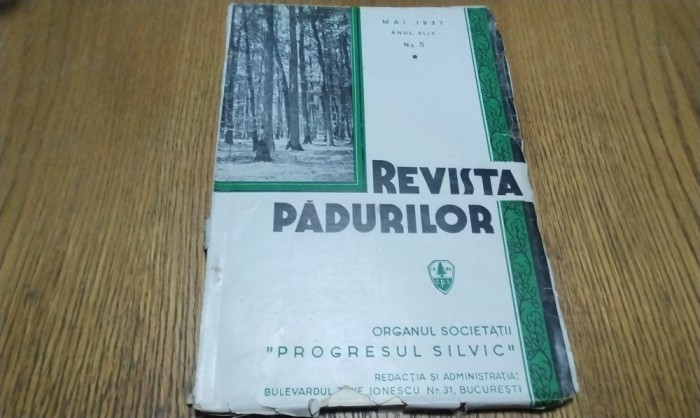 MAI 1937
ANUL XLIX
No. 5
REVISTA
PĂDURILOR
S.P.S.
ORGANUL SOCIETĂȚII
"PROGRESUL SILVIC"
REDACȚIA ȘI ADMINISTRAȚIA:
BULEVARDUL IONESCU Nr. 31, BUCUREȘTI